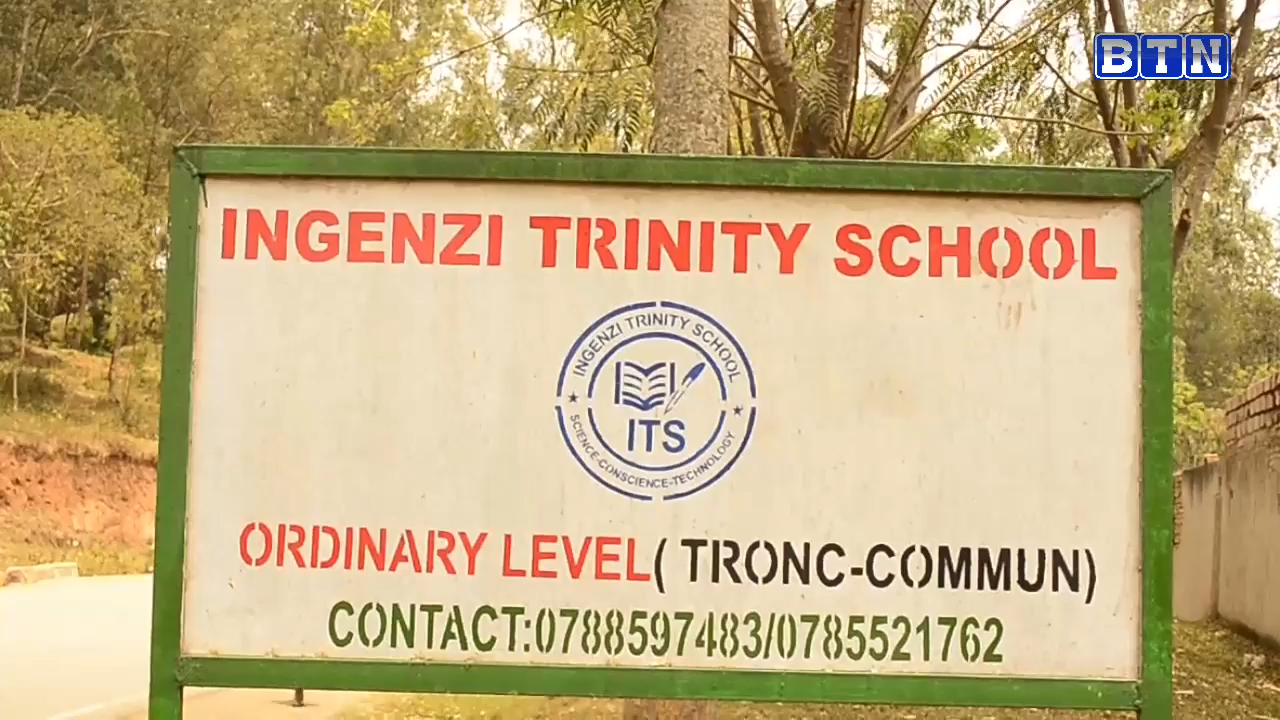 BTN
INGENZI TRINITY SCHOOL
INGENZI TRINITY SCHOOL
ITS
SCIENCE-CONSCIENCE-TECHNOLOGY
ORDINARY LEVEL( TRONC-COMMUN)
CONTACT:0788597483/0785521762